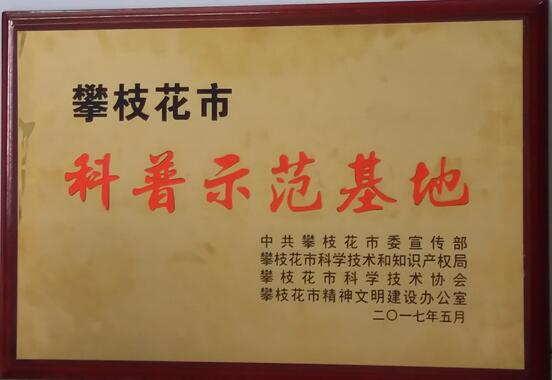 攀枝花市
科普示范基地
中共攀枝花市委宣传部
攀枝花市科学技术和知识产权局
攀枝花市科学技术协会
攀枝花市精神文明建设办公室
二〇一七年五月